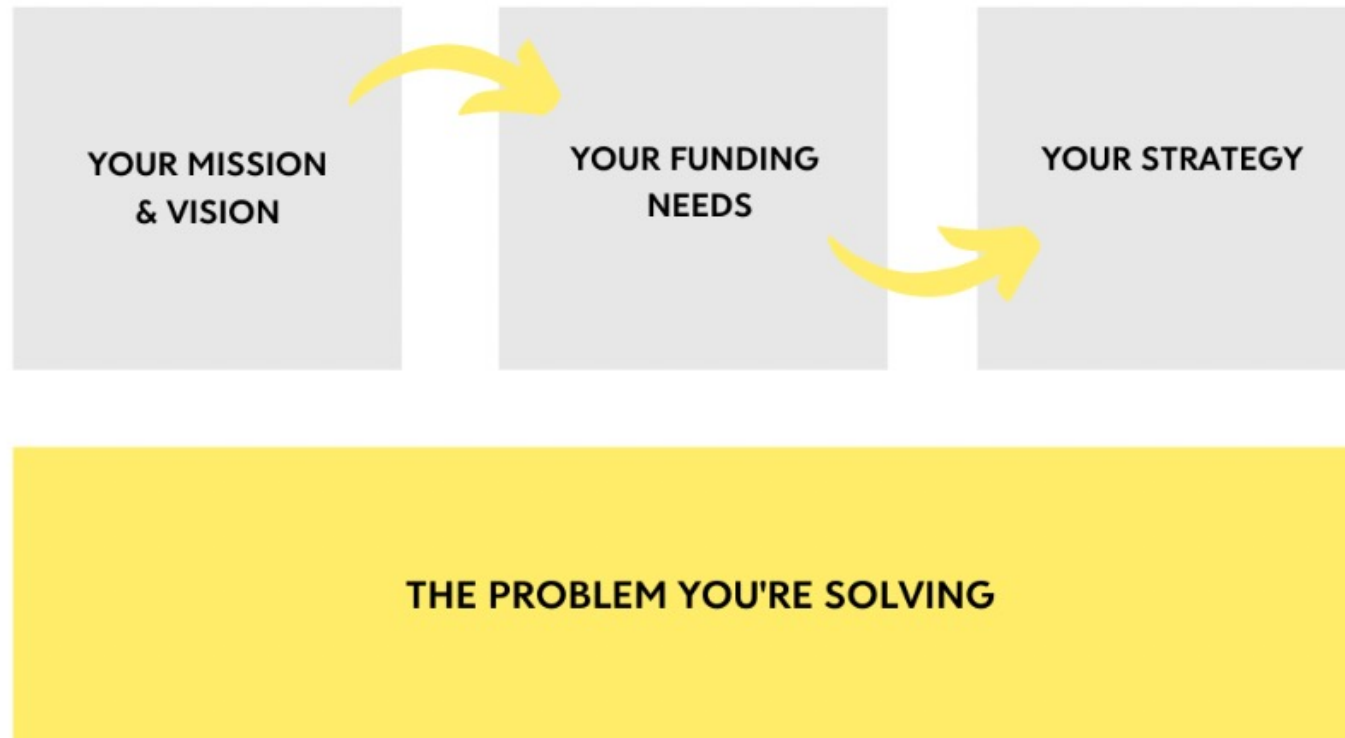 YOUR MISSION
& VISION
YOUR FUNDING
NEEDS
YOUR STRATEGY
THE PROBLEM YOU'RE SOLVING